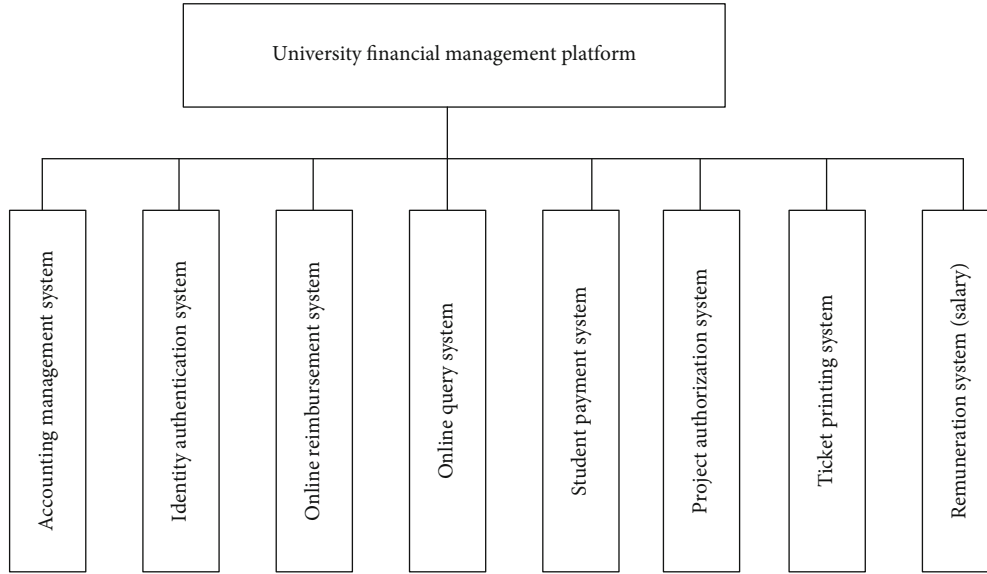 University financial management platform
Accounting management system
Identity authentication system
Online reimbursement system
Online query system
Student payment system
Project authorization system
Ticket printing system
Remuneration system (salary)